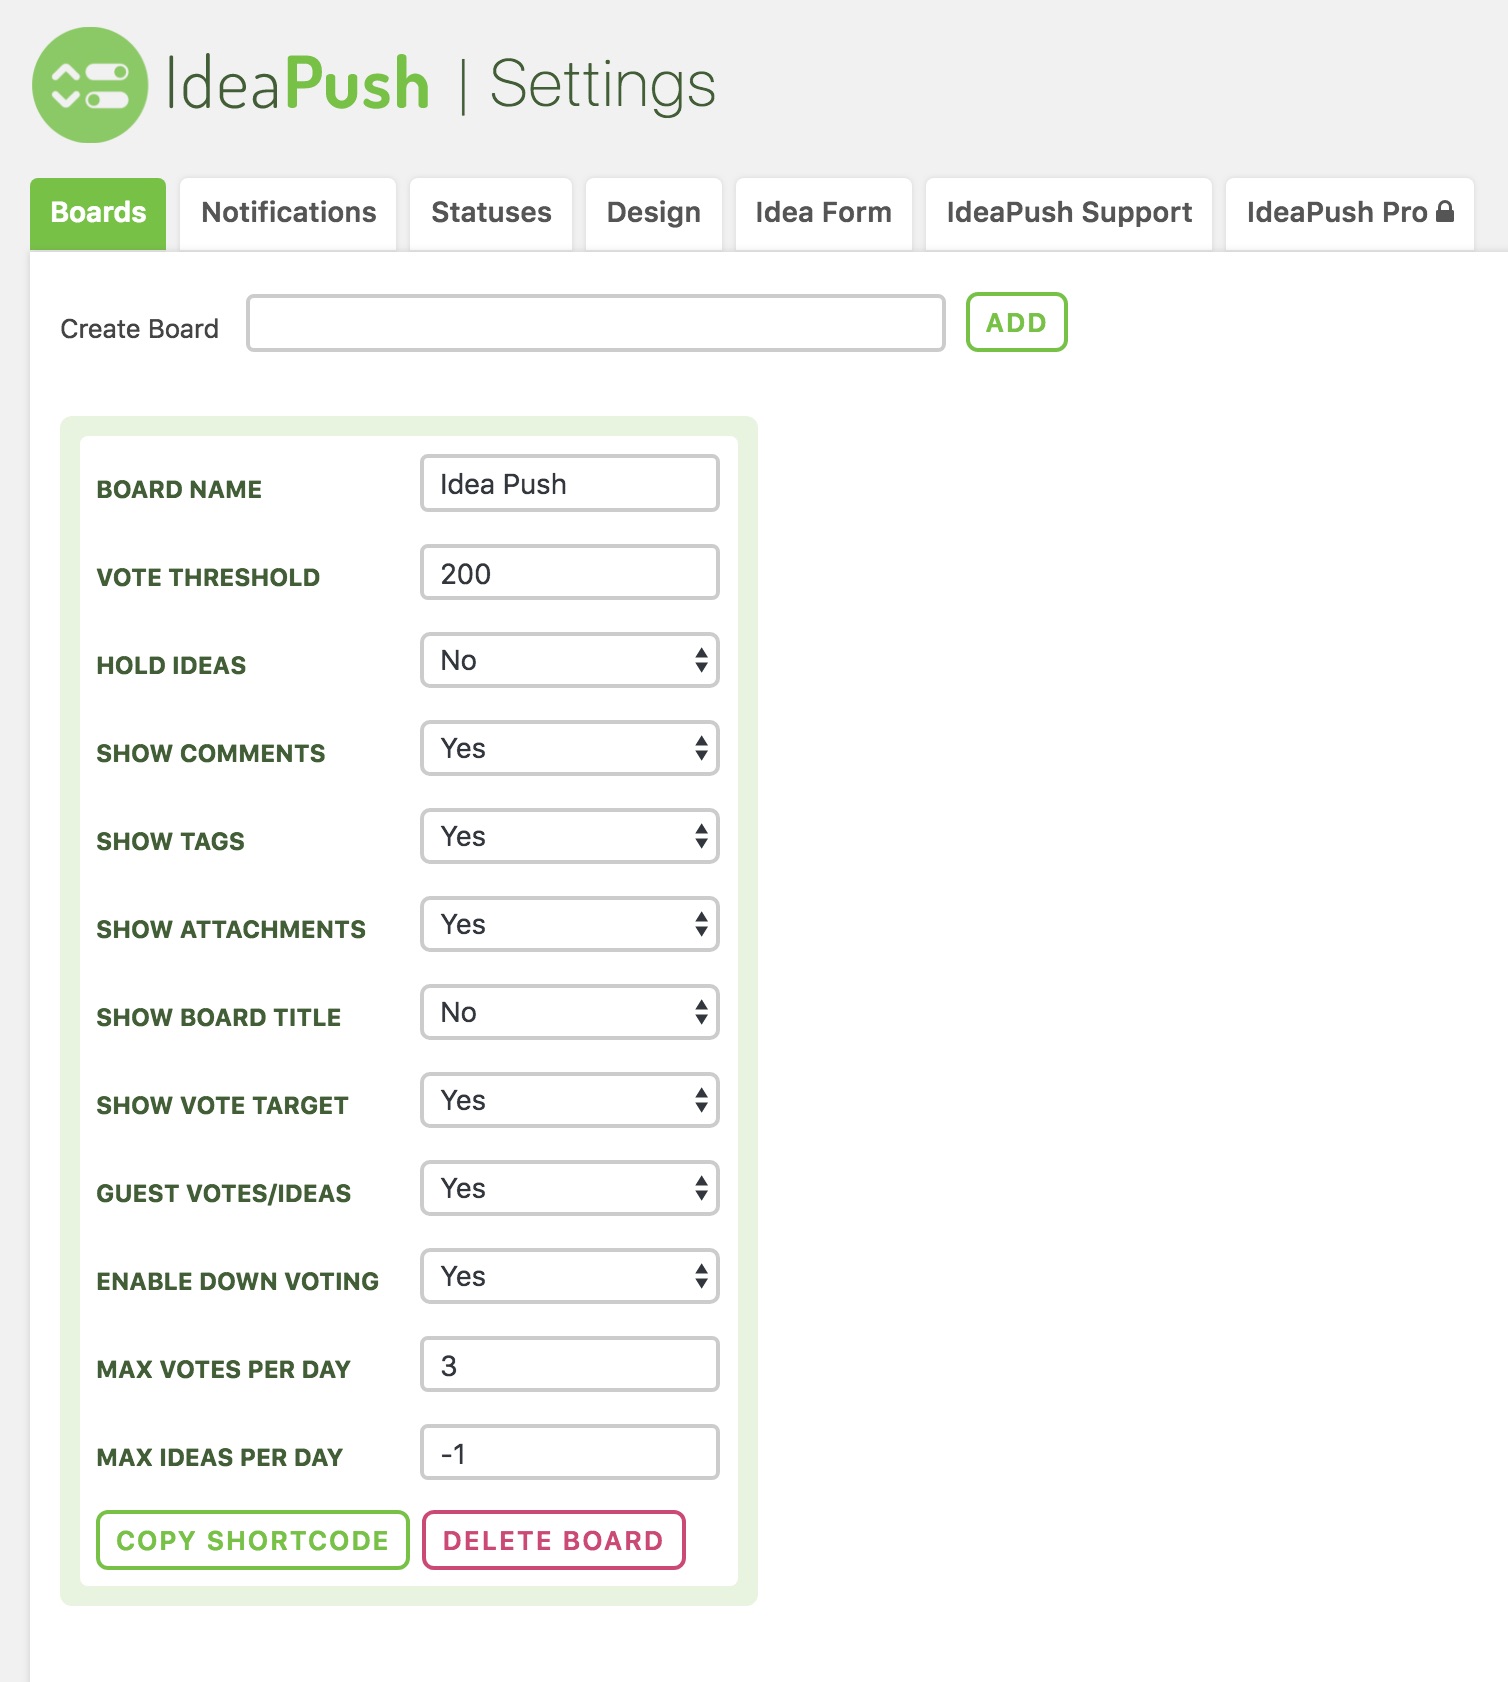 IdeaPush | Settings
Boards Notifications Statuses Design Idea Form IdeaPush Support IdeaPush Pro
Create Board ADD
BOARD NAME Idea Push
VOTE THRESHOLD 200
HOLD IDEAS No
SHOW COMMENTS Yes
SHOW TAGS Yes
SHOW ATTACHMENTS Yes
SHOW BOARD TITLE No
SHOW VOTE TARGET Yes
GUEST VOTES/IDEAS Yes
ENABLE DOWN VOTING Yes
MAX VOTES PER DAY 3
MAX IDEAS PER DAY -1
COPY SHORTCODE DELETE BOARD